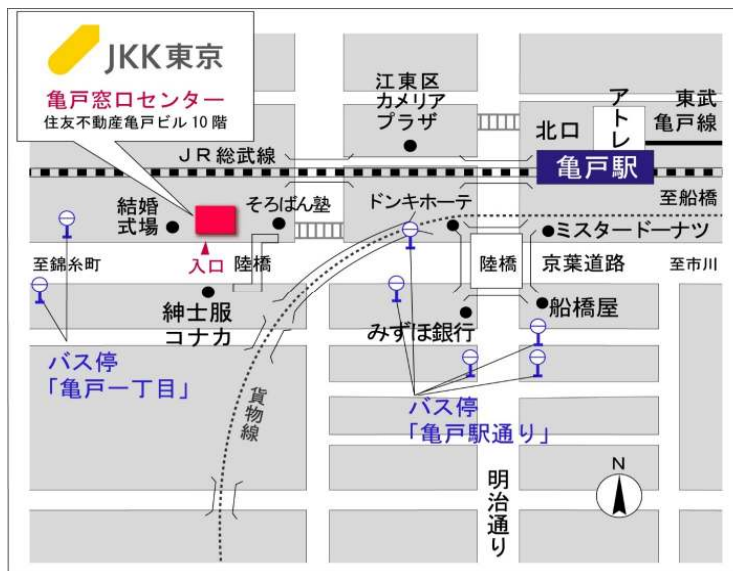 JKK東京
亀戸窓口センター
住友不動産亀戸ビル10階
江東区
カメリア
プラザ
北口
アトレ
東武
亀戸線
JR総武線
亀戸駅
至船橋
結婚
式場
そろばん塾
ドンキホーテ
ミスタードーナツ
至錦糸町
入口
陸橋
陸橋
京葉道路
至市川
紳士服
コナカ
みずほ銀行
船橋屋
バス停
「亀戸一丁目」
貨物線
バス停
「亀戸駅通り」
明治通り
N